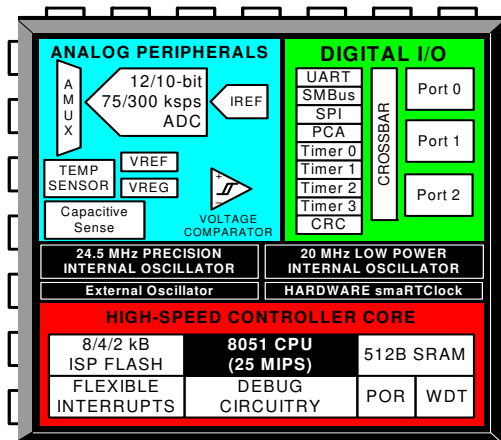 ANALOG PERIPHERALS
AMUX
12/10-bit
75/300 ksps
ADC
IREF
TEMP
SENSOR
VREF
VREG
Capacitive
Sense
+
–
VOLTAGE
COMPARATOR
DIGITAL I/O
UART
SMBus
SPI
PCA
Timer 0
Timer 1
Timer 2
Timer 3
CRC
CROSSBAR
Port 0
Port 1
Port 2
24.5 MHz PRECISION
INTERNAL OSCILLATOR
20 MHz LOW POWER
INTERNAL OSCILLATOR
External Oscillator
HARDWARE smaRTClock
HIGH-SPEED CONTROLLER CORE
8/4/2 kB
ISP FLASH
8051 CPU
(25 MIPS)
512B SRAM
FLEXIBLE
INTERRUPTS
DEBUG
CIRCUITRY
POR
WDT